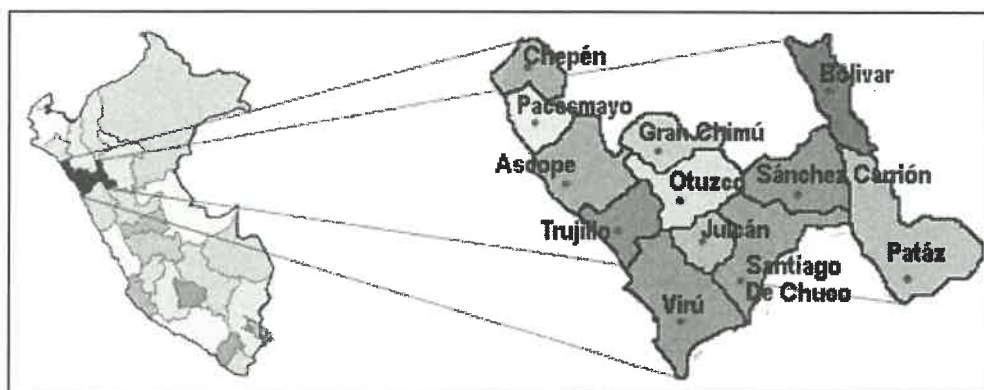 Chepén
Bolívar
Pacasmayo
Gran Chimú
Ascope
Otuzco
Sánchez Carrión
Trujillo
Julcán
Patáz
Santiago
De Chuco
Virú